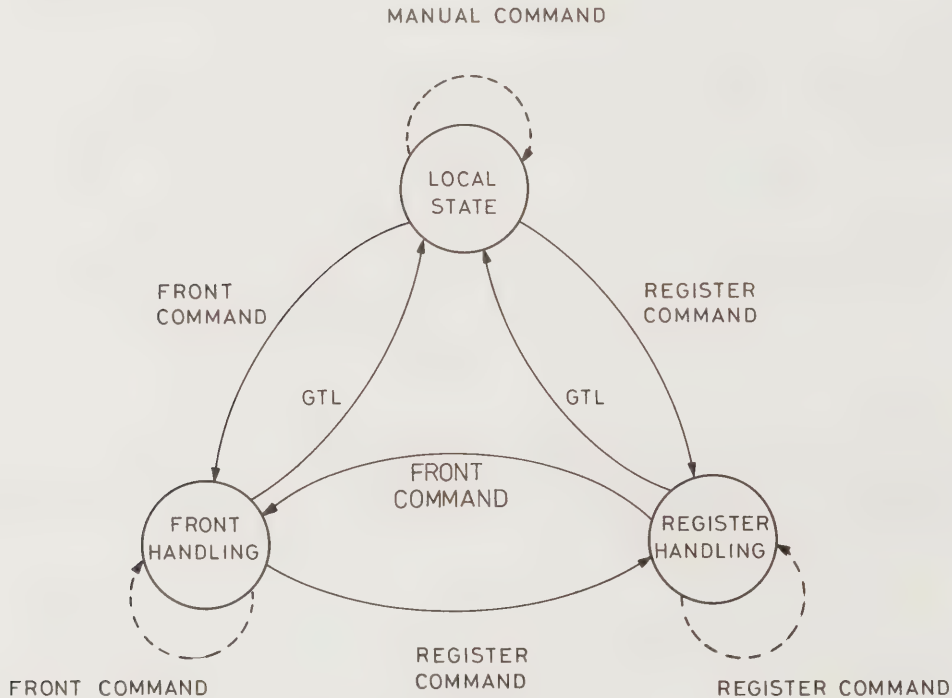 MANUAL COMMAND
LOCAL
STATE
FRONT
COMMAND
REGISTER
COMMAND
GTL
GTL
FRONT
COMMAND
FRONT
HANDLING
REGISTER
HANDLING
REGISTER
COMMAND
FRONT COMMAND
REGISTER COMMAND